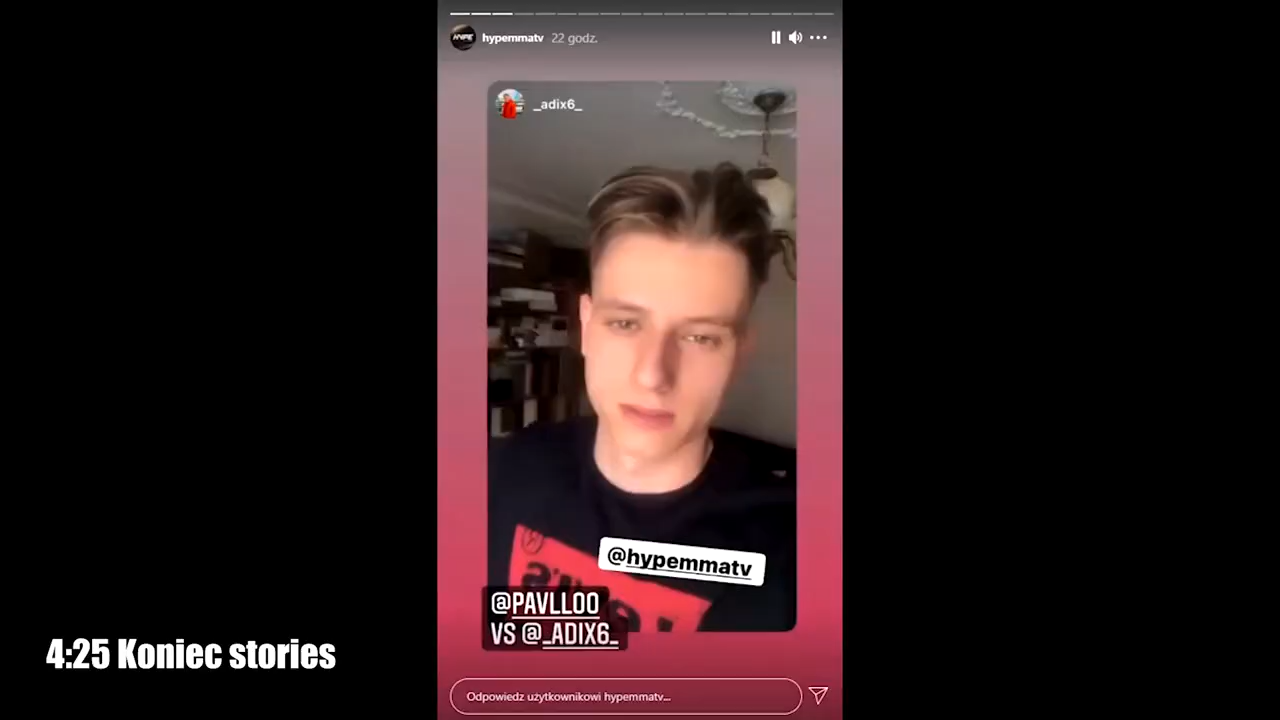 hypemmatv 22 godz.
_adix6_
@hypemmatv
@PAVLLOO
VS @_ADIX6_
4:25 Koniec stories
Odpowiedz użytkownikowi hypemmatv...